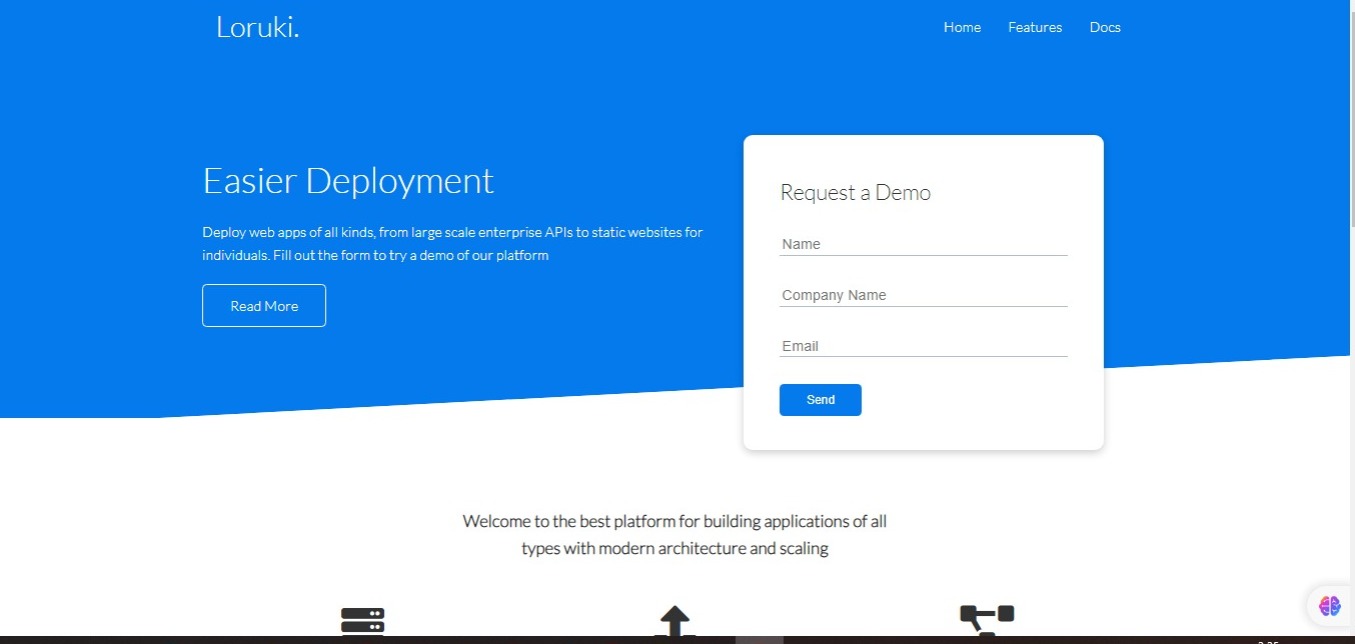 Loruki.
Home Features Docs
Easier Deployment
Deploy web apps of all kinds, from large scale enterprise APIs to static websites for
individuals. Fill out the form to try a demo of our platform
Read More
Request a Demo
Name
Company Name
Email
Send
Welcome to the best platform for building applications of all
types with modern architecture and scaling